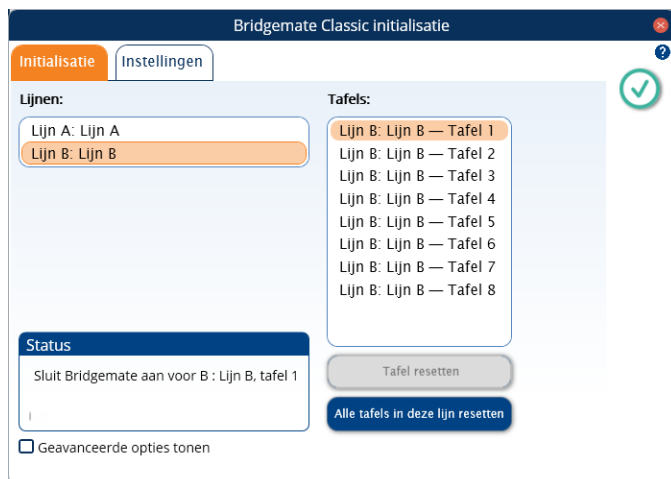 Bridgemate Classic initialisatie
Initialisatie
Instellingen
Lijnen:
Lijn A: Lijn A
Lijn B: Lijn B
Tafels:
Lijn B: Lijn B — Tafel 1
Lijn B: Lijn B — Tafel 2
Lijn B: Lijn B — Tafel 3
Lijn B: Lijn B — Tafel 4
Lijn B: Lijn B — Tafel 5
Lijn B: Lijn B — Tafel 6
Lijn B: Lijn B — Tafel 7
Lijn B: Lijn B — Tafel 8
Status
Sluit Bridgemate aan voor B : Lijn B, tafel 1
Tafel resetten
Alle tafels in deze lijn resetten
Geavanceerde opties tonen